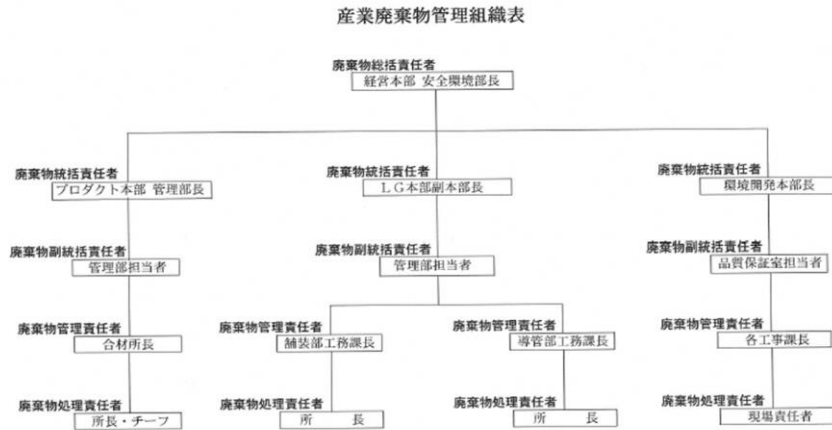 産業廃棄物管理組織表
廃棄物総括責任者
経営本部 安全環境部長
廃棄物統括責任者
プロダクト本部 管理部長
廃棄物統括責任者
LG本部副本部長
廃棄物統括責任者
環境開発本部長
廃棄物副統括責任者
管理部担当者
廃棄物副統括責任者
管理部担当者
廃棄物副統括責任者
品質保証室担当者
廃棄物管理責任者
合材所長
廃棄物管理責任者
舗装部工務課長
廃棄物管理責任者
導管部工務課長
廃棄物管理責任者
各工事課長
廃棄物処理責任者
所長・チーフ
廃棄物処理責任者
所　　長
廃棄物処理責任者
所　　長
廃棄物処理責任者
現場責任者